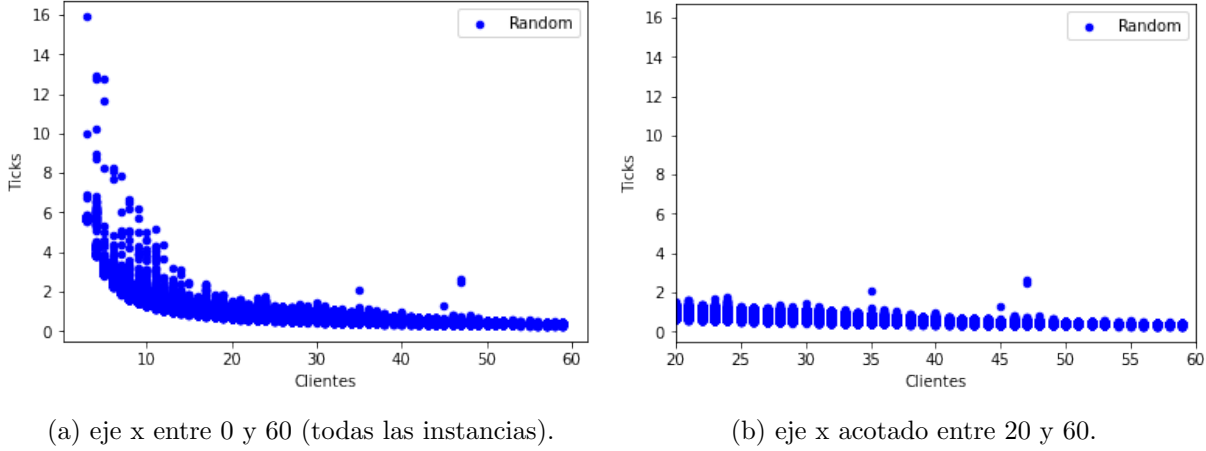 16
14
12
10
8
6
4
2
0
Ticks
Random
10 20 30 40 50 60
Clientes
(a) eje x entre 0 y 60 (todas las instancias).
16
14
12
10
8
6
4
2
0
Ticks
Random
20 25 30 35 40 45 50 55 60
Clientes
(b) eje x acotado entre 20 y 60.